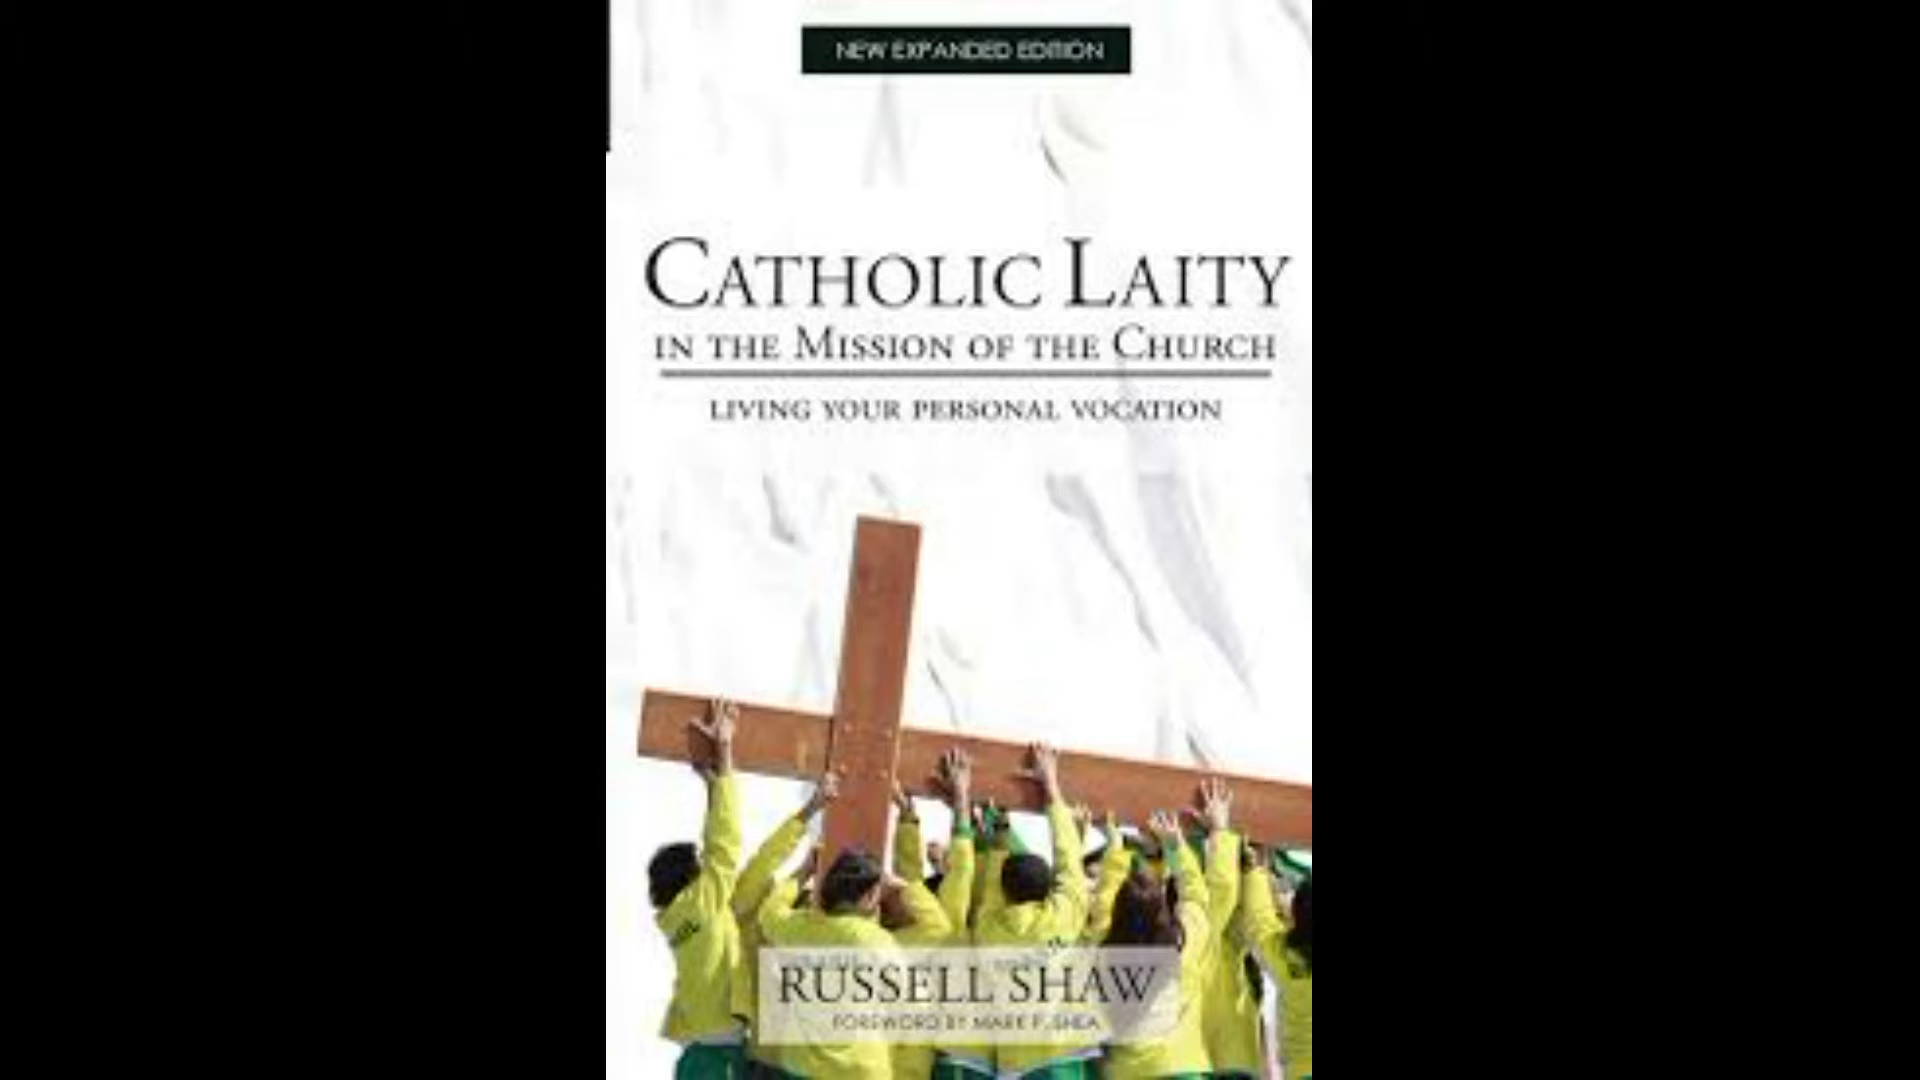 NEW EXPANDED EDITION
CATHOLIC LAITY
IN THE MISSION OF THE CHURCH
LIVING YOUR PERSONAL VOCATION
RUSSELL SHAW
FOREWORD BY MARK P. SHEA